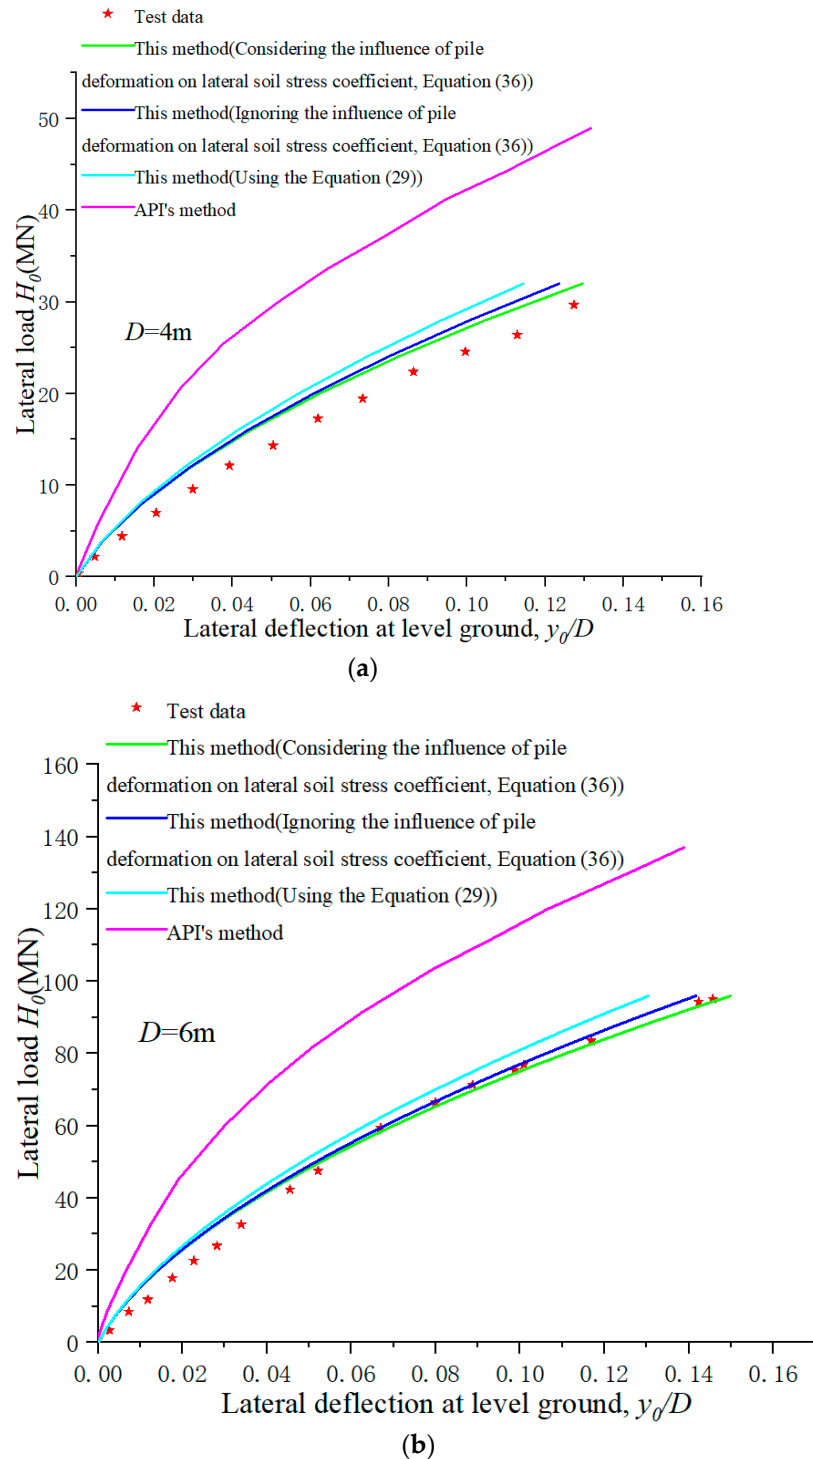 Test data
This method(Considering the influence of pile
deformation on lateral soil stress coefficient, Equation (36))
This method(Ignoring the influence of pile
deformation on lateral soil stress coefficient, Equation (36))
This method(Using the Equation (29))
API's method
50
40
30
20
10
0
Lateral load H0(MN)
D=4m
0.00 0.02 0.04 0.06 0.08 0.10 0.12 0.14 0.16
Lateral deflection at level ground, y0/D
(a)
Test data
This method(Considering the influence of pile
deformation on lateral soil stress coefficient, Equation (36))
This method(Ignoring the influence of pile
deformation on lateral soil stress coefficient, Equation (36))
This method(Using the Equation (29))
API's method
160
140
120
100
80
60
40
20
0
Lateral load H0(MN)
D=6m
0.00 0.02 0.04 0.06 0.08 0.10 0.12 0.14 0.16
Lateral deflection at level ground, y0/D
(b)